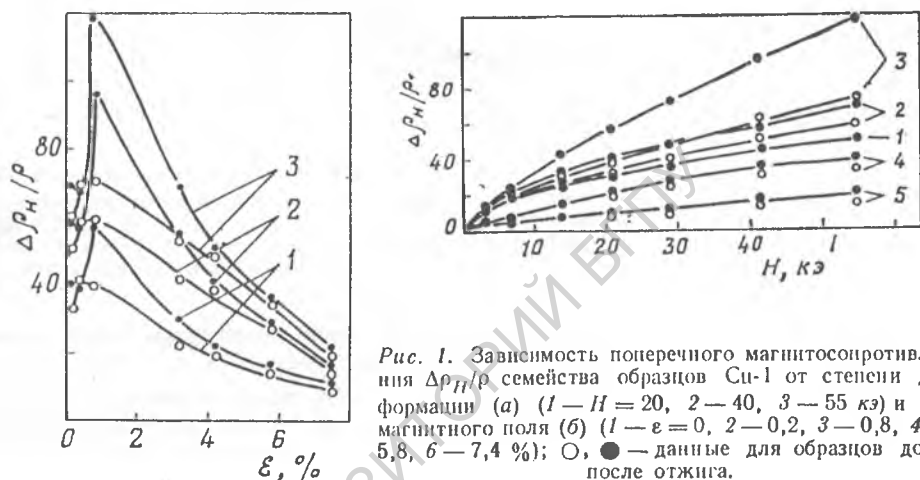 80
40
Δρ_H/ρ
0 2 4 6
ε, %
3
2
1
80
40
0
Δρ_H/ρ
10 20 30 40
H, кэ
3
2
1
4
5
Рис. 1. Зависимость поперечного магнитосопротив
ния Δρ_H/ρ семейства образцов Cu-1 от степени
формации (а) (1 — H = 20, 2 — 40, 3 — 55 кэ) и
магнитного поля (б) (1 — ε = 0, 2 — 0,2, 3 — 0,8, 4
5,8, 6 — 7,4 %); ○, ● — данные для образцов до
после отжига.
ВИТОРИЙ БГПУ